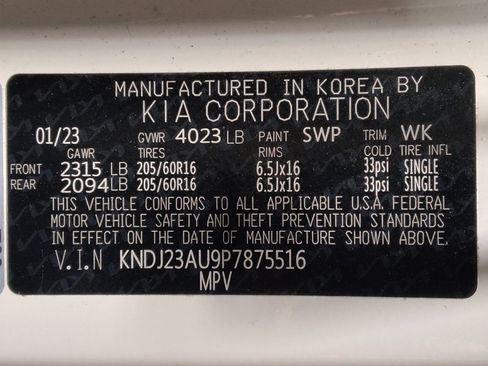 MANUFACTURED IN KOREA BY
KIA CORPORATION
01/23 GVWR 4023 LB PAINT SWP TRIM WK
GAWR TIRES RIMS COLD TIRE INFL
FRONT 2315 LB 205/60R16 6.5Jx16 33psi SINGLE
REAR 2094 LB 205/60R16 6.5Jx16 33psi SINGLE
THIS VEHICLE CONFORMS TO ALL APPLICABLE U.S.A. FEDERAL
MOTOR VEHICLE SAFETY AND THEFT PREVENTION STANDARDS
IN EFFECT ON THE DATE OF MANUFACTURE SHOWN ABOVE.
V.I.N KNDJ23AU9P7875516
MPV